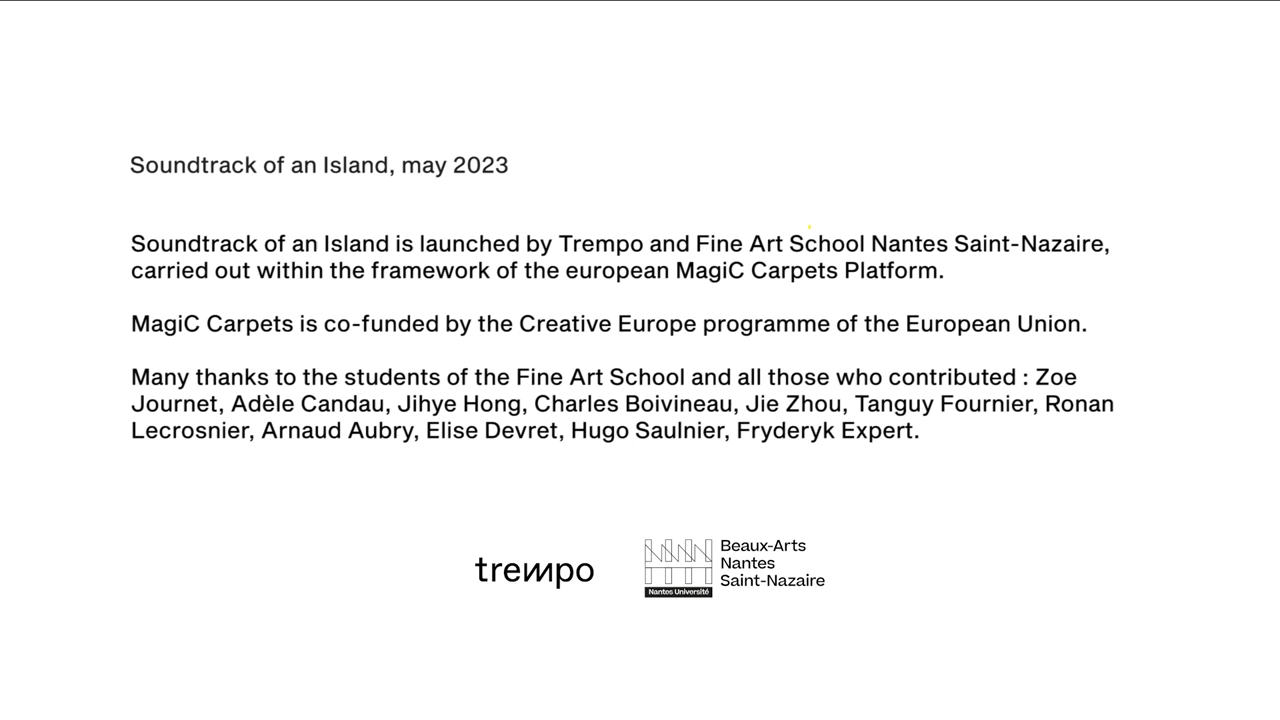 Soundtrack of an Island, may 2023
Soundtrack of an Island is launched by Trempo and Fine Art School Nantes Saint-Nazaire,
carried out within the framework of the european MagiC Carpets Platform.
MagiC Carpets is co-funded by the Creative Europe programme of the European Union.
Many thanks to the students of the Fine Art School and all those who contributed : Zoe
Journet, Adèle Candau, Jihye Hong, Charles Boivineau, Jie Zhou, Tanguy Fournier, Ronan
Lecrosnier, Arnaud Aubry, Elise Devret, Hugo Saulnier, Fryderyk Expert.
trempo
Beaux-Arts
Nantes
Saint-Nazaire
Nantes Université